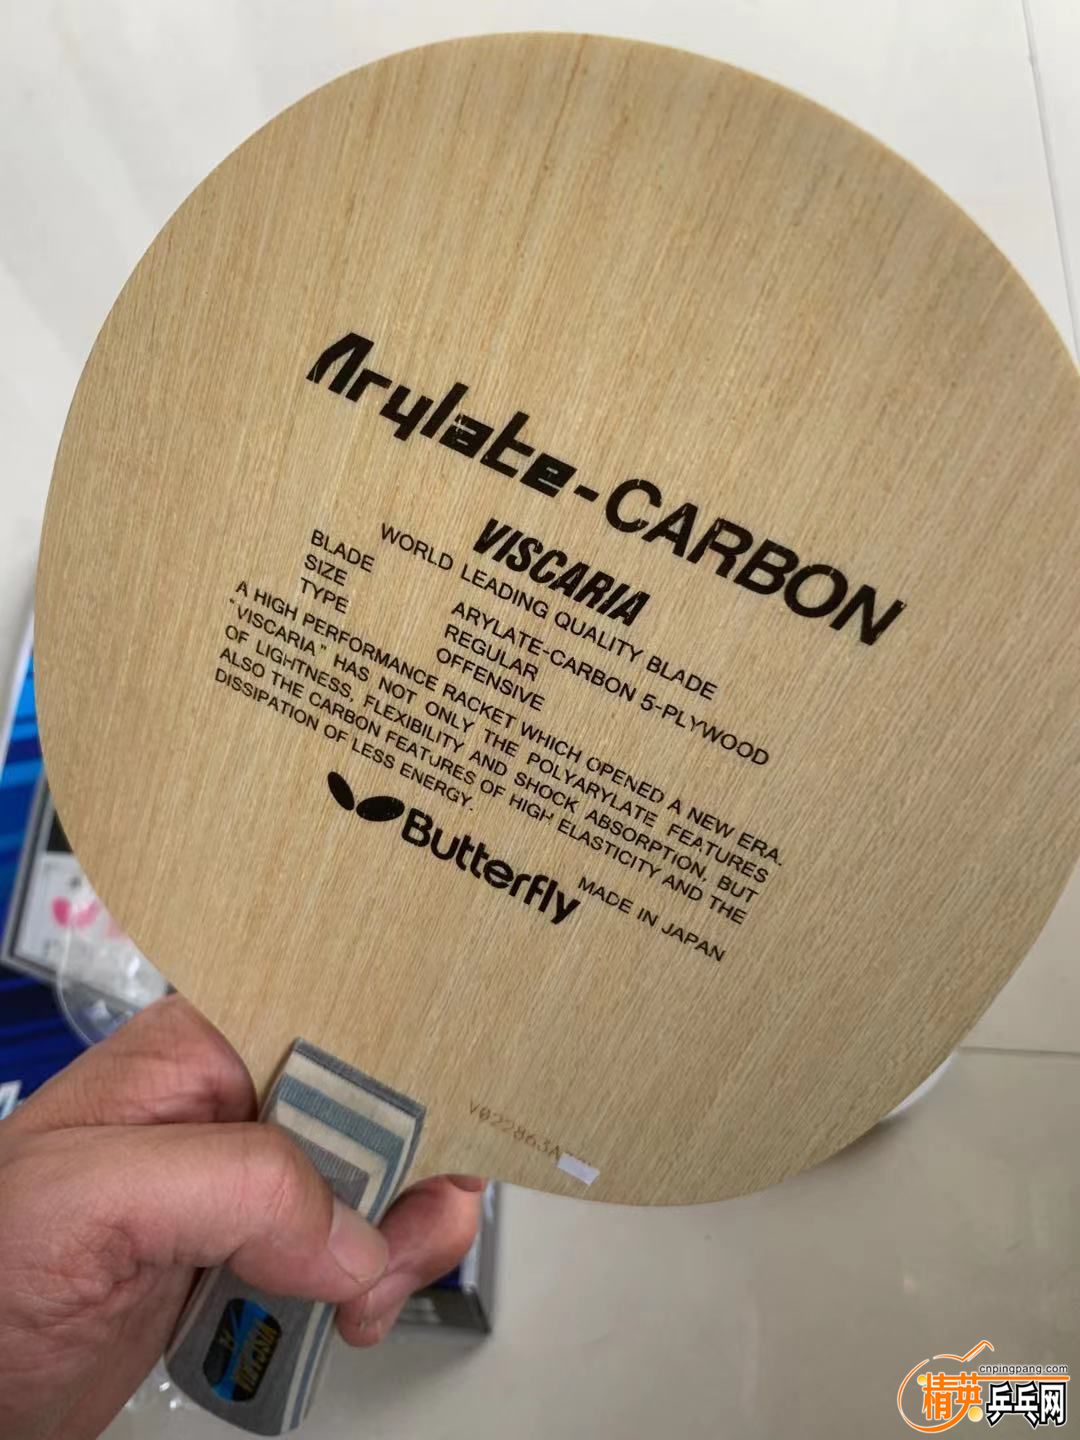 Arylate-CARBON
VISCARIA
WORLD LEADING QUALITY BLADE
BLADE ARYLATE-CARBON 5-PLYWOOD
SIZE REGULAR
TYPE OFFENSIVE
A HIGH PERFORMANCE RACKET WHICH OPENED A NEW ERA.
"VISCARIA" HAS NOT ONLY THE POLYARYLATE FEATURES
OF LIGHTNESS, FLEXIBILITY AND SHOCK ABSORPTION, BUT
ALSO THE CARBON FEATURES OF HIGH ELASTICITY AND THE
DISSIPATION OF LESS ENERGY.
Butterfly MADE IN JAPAN
V022863A
VISCARIA
cnpingpang.com
精英乒乓网